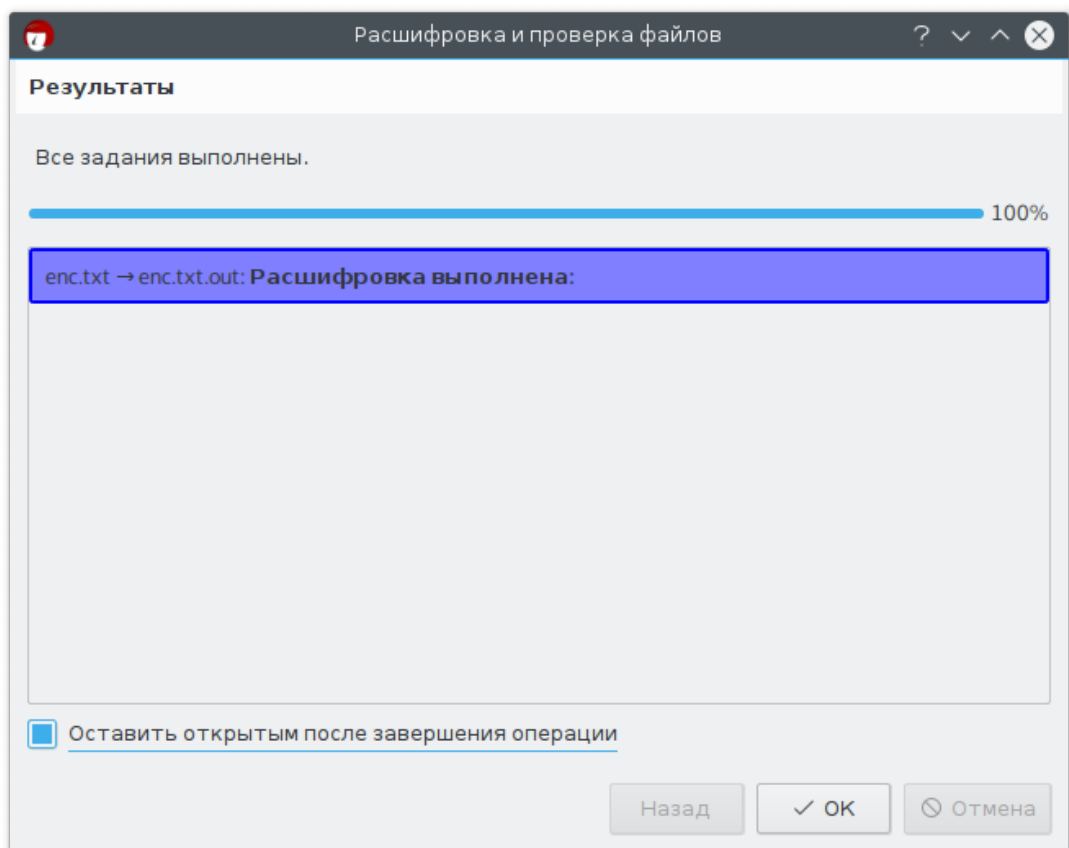 Расшифровка и проверка файлов
Результаты
Все задания выполнены.
100%
enc.txt → enc.txt.out: Расшифровка выполнена:
Оставить открытым после завершения операции
Назад ОК Отмена